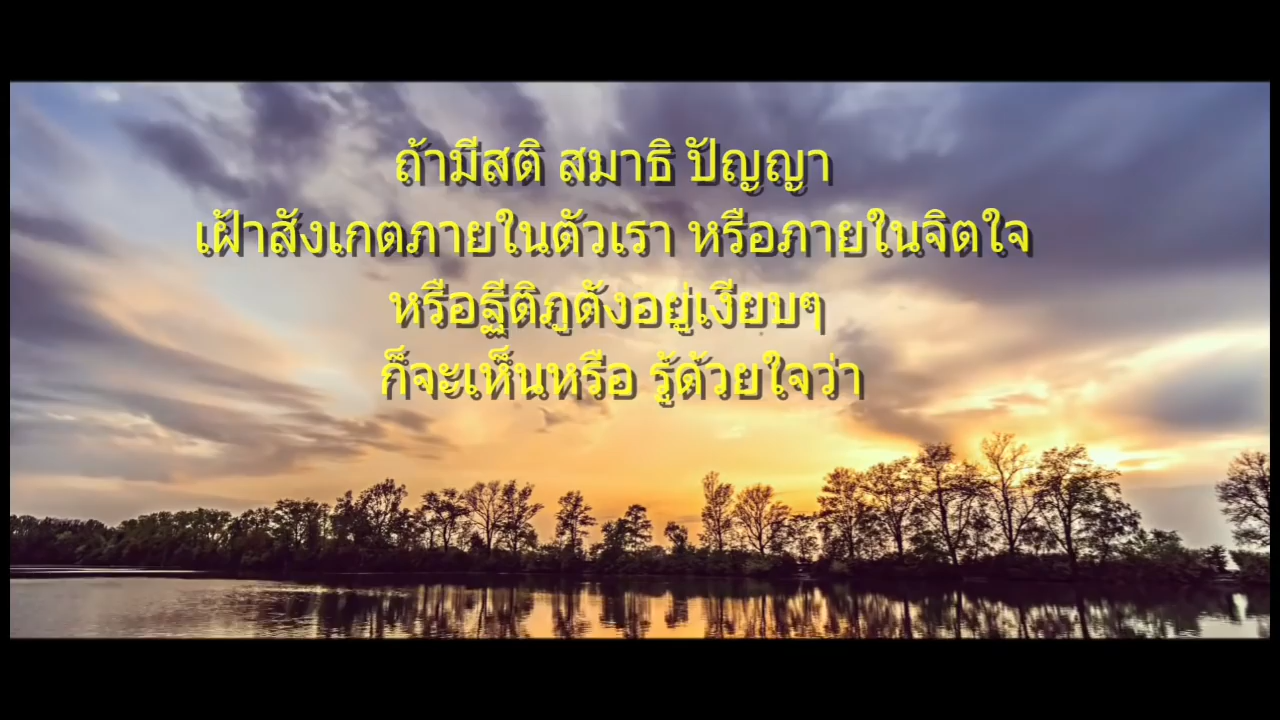 ถ้ามีสติ สมาธิ ปัญญา
เฝ้าสังเกตภายในตัวเรา หรือภายในจิตใจ
หรือฐีติภูตังอยู่เงียบๆ
ก็จะเห็นหรือ รู้ด้วยใจว่า